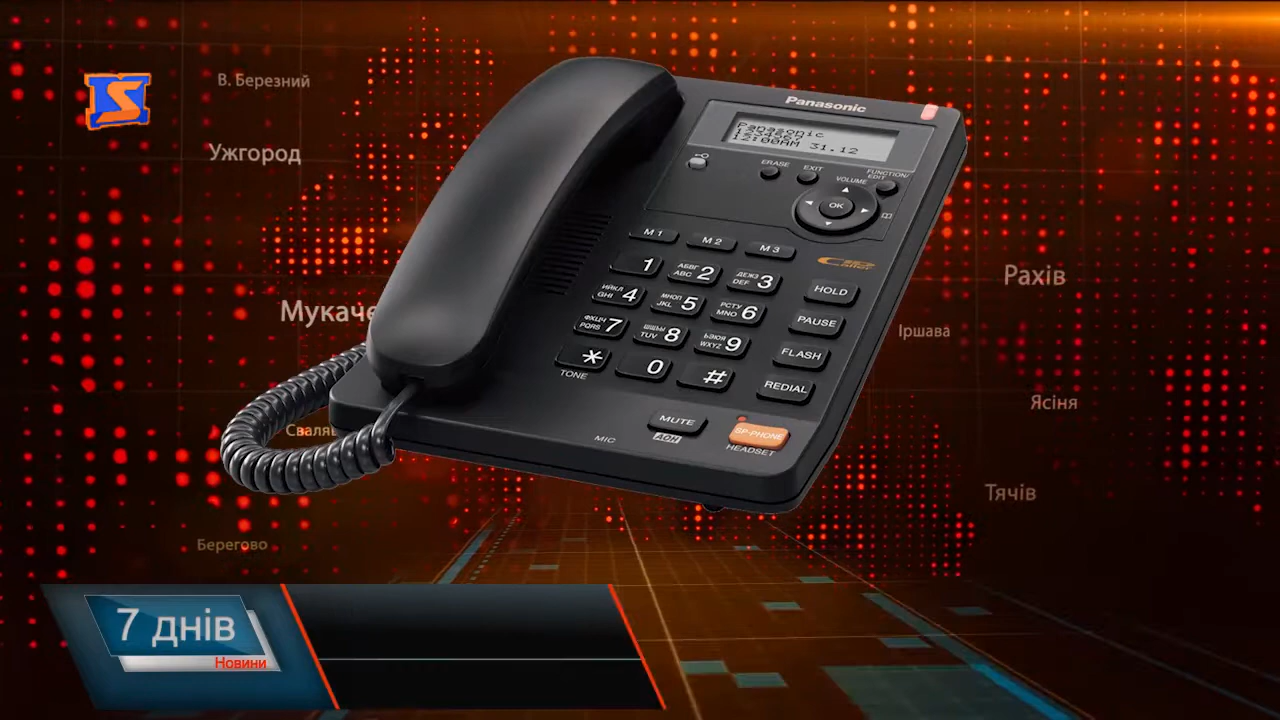 В. Березний
Ужгород
Мукаче
Сваляв
Берегово
Рахів
Іршава
Ясіня
Тячів
Panasonic
Panasonic
1234567
12:00AM 31.12
ERASE
EXIT
FUNCTION/
EDIT
VOLUME
OK
M 1
M 2
M 3
1
АБВГ
ABC 2
ДЕЖЗ
DEF 3
ИЙКЛ
GHI 4
МНОП
JKL 5
РСТУ
MNO 6
ФХЦЧ
PQRS 7
ШЩЪЫ
TUV 8
ЬЭЮЯ
WXYZ 9
*
0
#
TONE
HOLD
PAUSE
FLASH
REDIAL
MUTE
АОН
MIC
SP-PHONE
HEADSET
7 днів
Новини